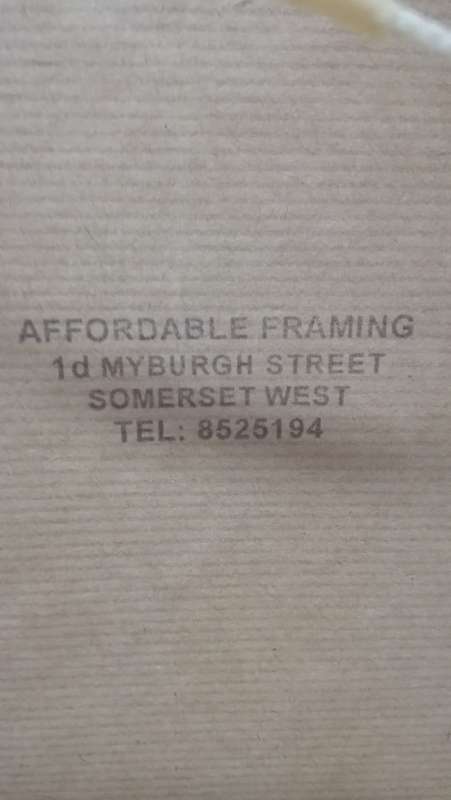 AFFORDABLE FRAMING
1d MYBURGH STREET
SOMERSET WEST
TEL: 8525194